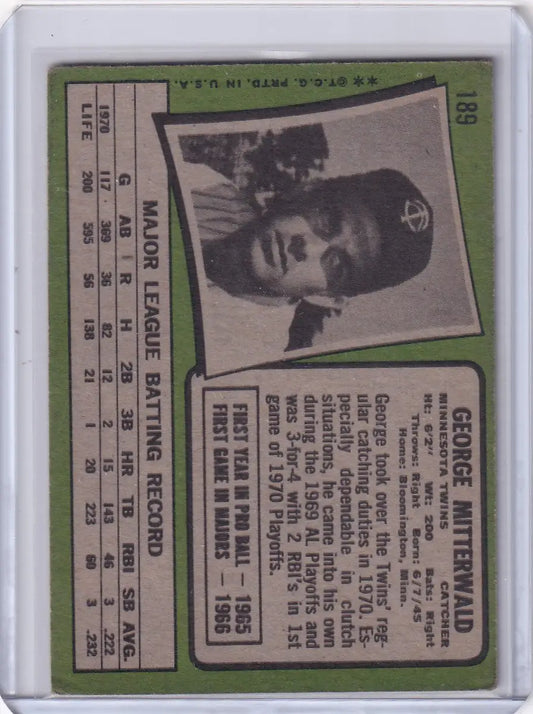 189
**©T.C.G. PRTD. IN U.S.A.
GEORGE MITTERWALD
MINNESOTA TWINS CATCHER
Ht: 6'2" Wt: 200 Bats: Right
Throws: Right Born: 6/7/45
Home: Bloomington, Minn.
George took over the Twins' reg-
ular catching duties in 1970. Es-
pecially dependable in clutch
situations, he came into his own
during the 1969 AL Playoffs and
was 3-for-4 with 2 RBI's in 1st
game of 1970 Playoffs.
FIRST YEAR IN PRO BALL — 1965
FIRST GAME IN MAJORS — 1966
MAJOR LEAGUE BATTING RECORD
G AB R H 2B 3B HR TB RBI SB AVG.
1970 117 369 36 82 12 2 15 143 46 3 .222
LIFE 200 595 56 138 21 1 20 223 60 3 .232